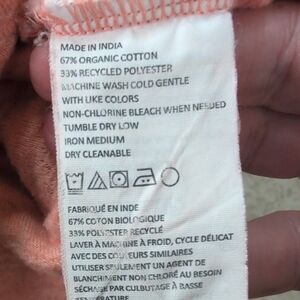 MADE IN INDIA
67% ORGANIC COTTON
33% RECYCLED POLYESTER
MACHINE WASH COLD GENTLE
WITH LIKE COLORS
NON-CHLORINE BLEACH WHEN NEEDED
TUMBLE DRY LOW
IRON MEDIUM
DRY CLEANABLE
FABRIQUÉ EN INDE
67% COTON BIOLOGIQUE
33% POLYESTER RECYCLÉ
LAVER À MACHINE À FROID, CYCLE DÉLICAT
AVEC DES COULEURS SIMILAIRES
UTILISER SEULEMENT UN AGENT DE
BLANCHIMENT NON CHLORÉ AU BESOIN
SÉCHAGE PAR CULBUTAGE À BASSE
TEMPÉRATURE